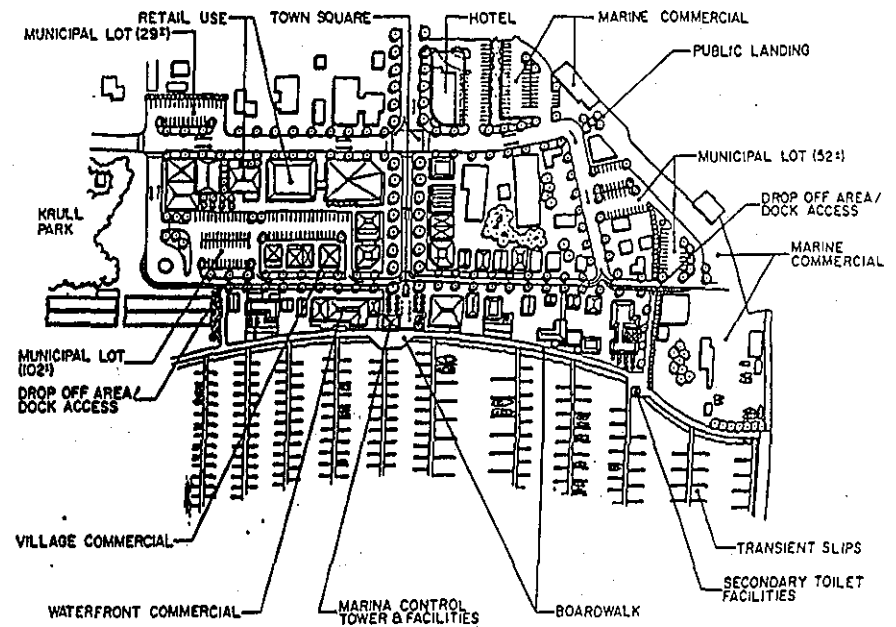 RETAIL USE
TOWN SQUARE
HOTEL
MARINE COMMERCIAL
MUNICIPAL LOT (29±)
PUBLIC LANDING
MUNICIPAL LOT (52±)
DROP OFF AREA/
DOCK ACCESS
KRULL
PARK
MARINE
COMMERCIAL
MUNICIPAL LOT
(102±)
DROP OFF AREA/
DOCK ACCESS
VILLAGE COMMERCIAL
TRANSIENT SLIPS
SECONDARY TOILET
FACILITIES
WATERFRONT COMMERCIAL
MARINA CONTROL
TOWER & FACILITIES
BOARDWALK